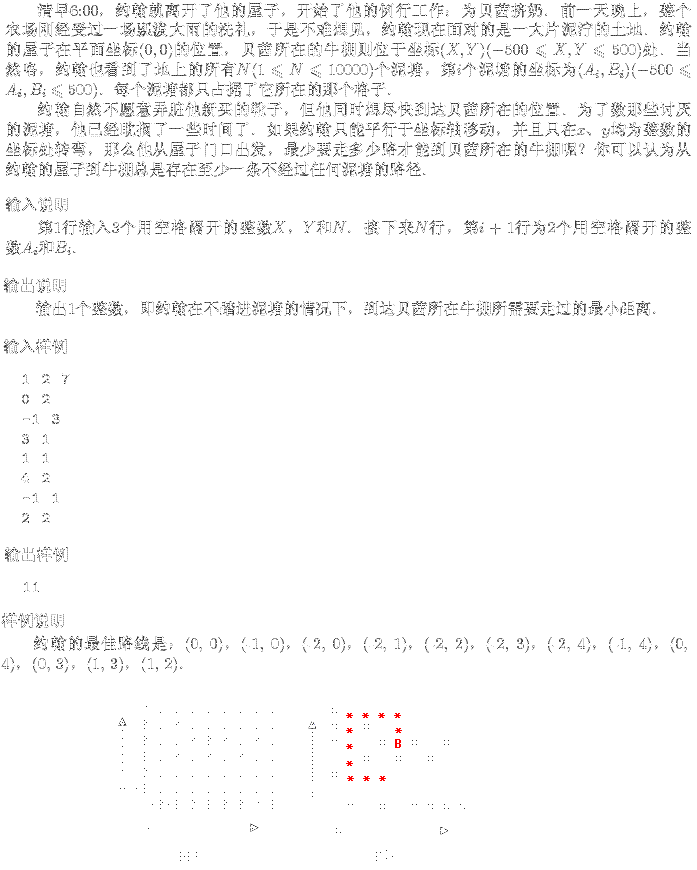 清早6:00，约翰就离开了他的屋子，开始了他的例行工作：为贝茜挤奶．前一天晚上，整个
农场刚经受过一场瓢泼大雨的洗礼，于是不难想见，约翰现在面对的是一大片泥泞的土地．约翰
的屋子在平面坐标(0,0)的位置，贝茜所在的牛棚则位于坐标(X,Y)(−500 ⩽ X,Y ⩽ 500)处．当
然咯，约翰也看到了地上的所有N(1 ⩽ N ⩽ 10000)个泥塘，第i个泥塘的坐标为(Ai, Bi)(−500 ⩽
Ai, Bi ⩽ 500)．每个泥塘都只占据了它所在的那个格子．
约翰自然不愿意弄脏他新买的靴子，但他同时想尽快到达贝茜所在的位置．为了数那些讨厌
的泥塘，他已经耽搁了一些时间了．如果约翰只能平行于坐标轴移动，并且只在x、y均为整数的
坐标处转弯，那么他从屋子门口出发，最少要走多少路才能到贝茜所在的牛棚呢？你可以认为从
约翰的屋子到牛棚总是存在至少一条不经过任何泥塘的路径．
输入说明
第1行输入3个用空格隔开的整数X，Y和N．接下来N行，第i + 1行为2个用空格隔开的整
数Ai和Bi．
输出说明
输出1个整数，即约翰在不踏进泥塘的情况下，到达贝茜所在牛棚所需要走过的最小距离．
输入样例
1 2 7
0 2
-1 3
3 1
1 1
4 2
-1 1
2 2
输出样例
11
样例说明
约翰的最佳路线是：(0, 0)，(-1, 0)，(-2, 0)，(-2, 1)，(-2, 2)，(-2, 3)，(-2, 4)，(-1, 4)，(0,
4)，(0, 3)，(1, 3)，(1, 2)．
* * * *
* *
* B
*
* * *